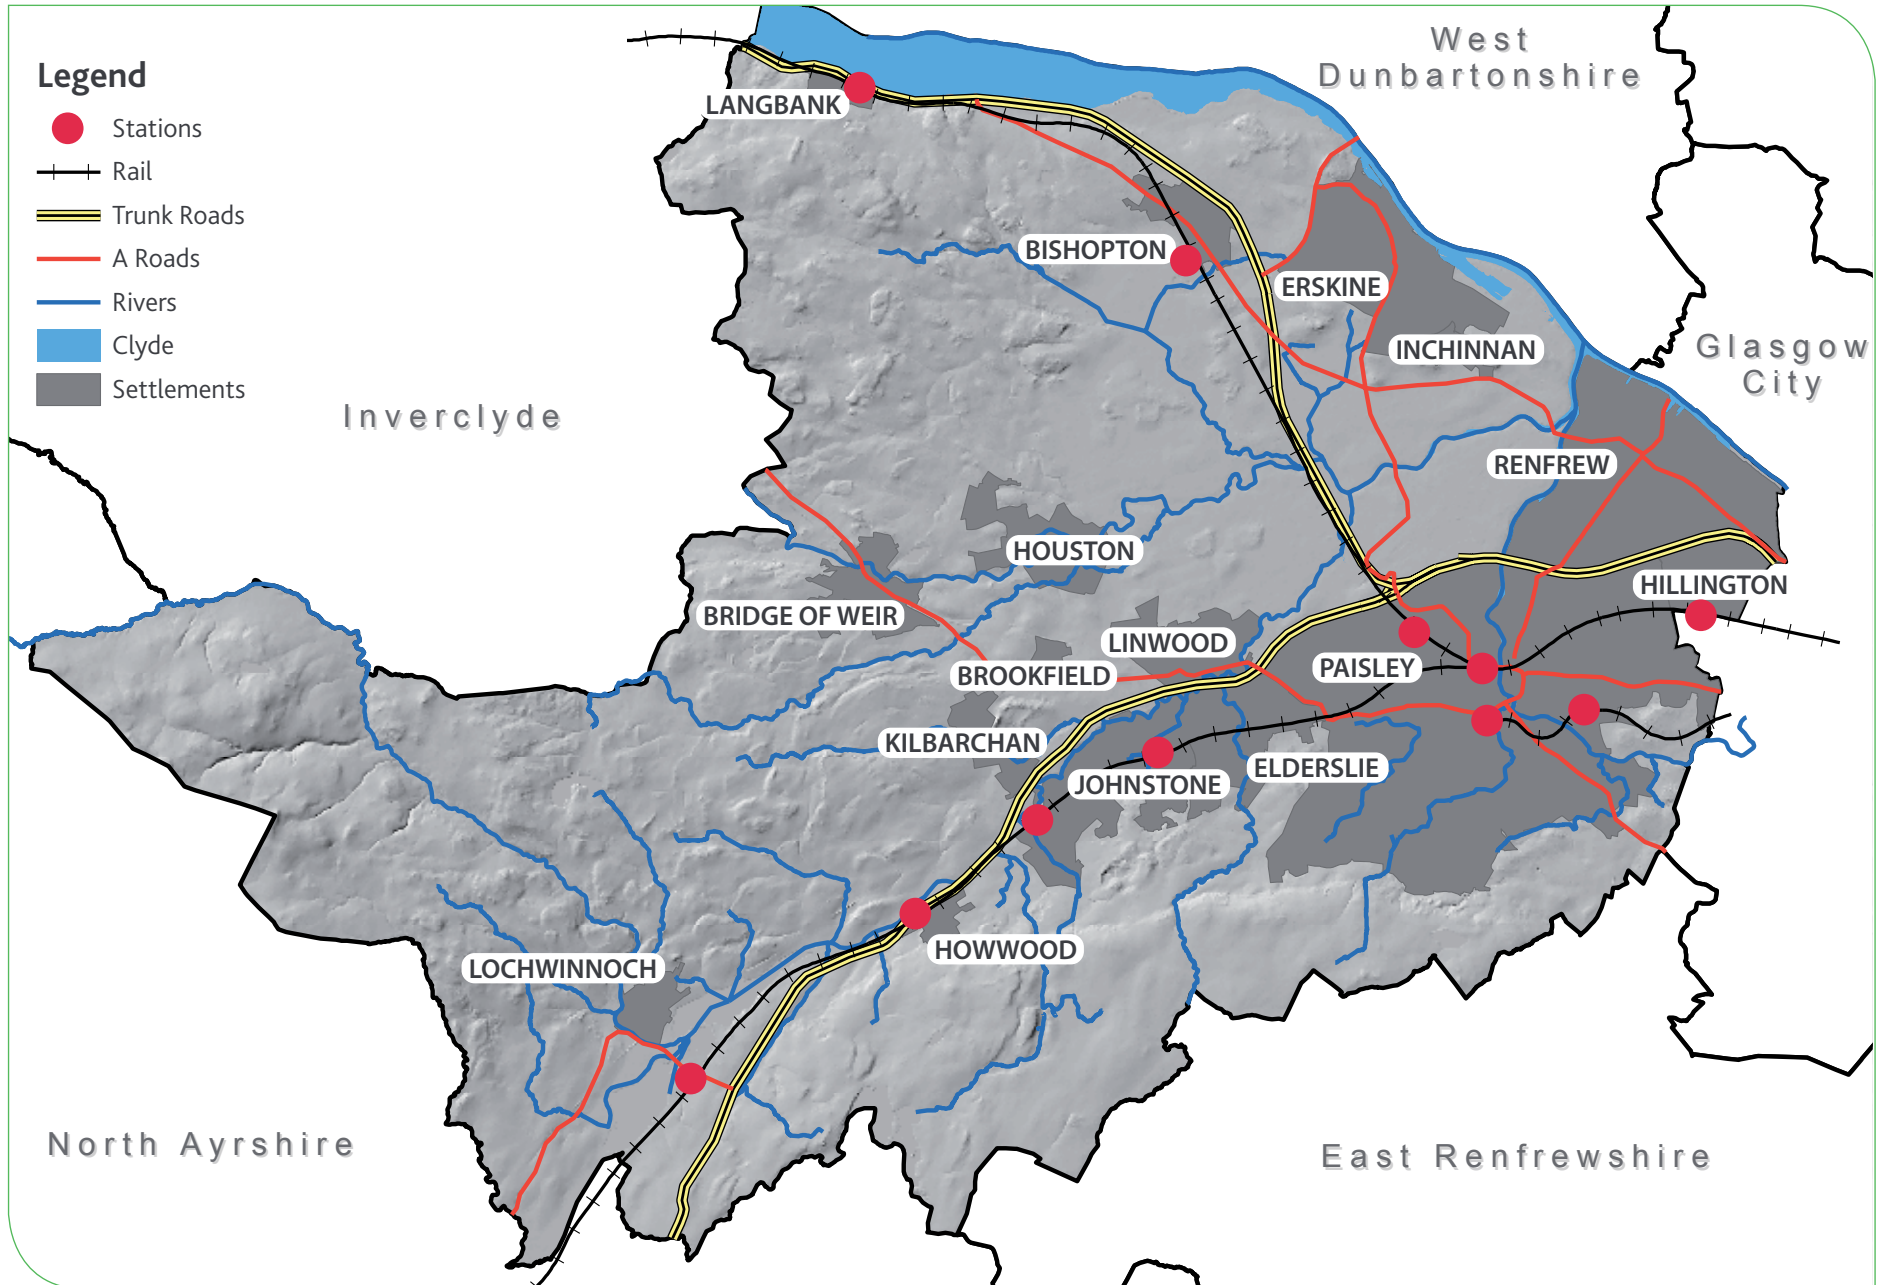 Legend
Stations
Rail
Trunk Roads
A Roads
Rivers
Clyde
Settlements
West
Dunbartonshire
Glasgow
City
Inverclyde
North Ayrshire
East Renfrewshire
LANGBANK
BISHOPTON
ERSKINE
INCHINNAN
RENFREW
HOUSTON
HILLINGTON
BRIDGE OF WEIR
LINWOOD
PAISLEY
BROOKFIELD
KILBARCHAN
ELDERSLIE
JOHNSTONE
HOWWOOD
LOCHWINNOCH